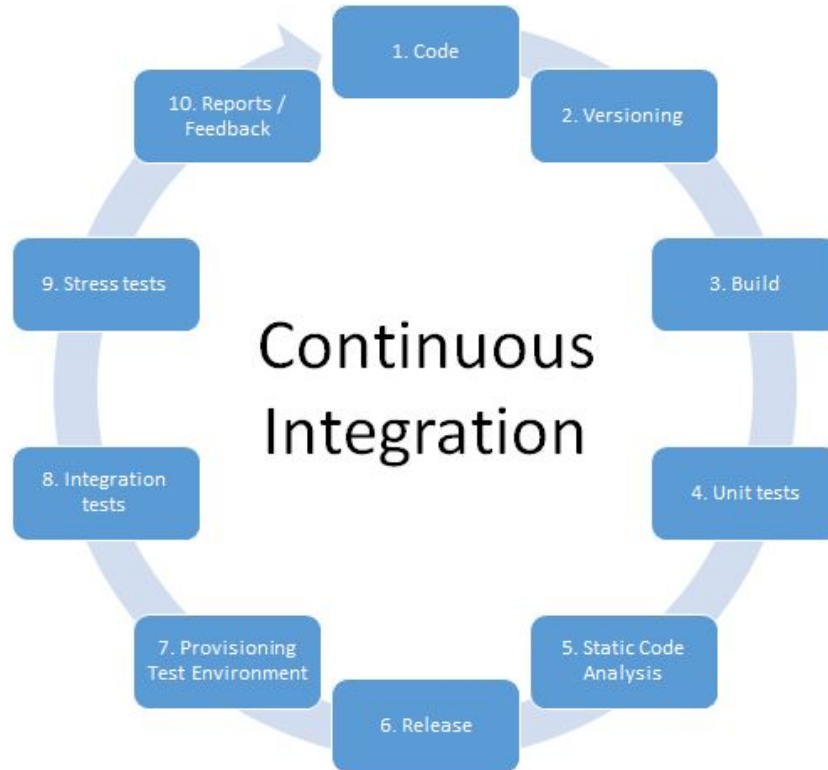 1. Code
2. Versioning
3. Build
4. Unit tests
5. Static Code
Analysis
6. Release
7. Provisioning
Test Environment
8. Integration
tests
9. Stress tests
10. Reports /
Feedback
Continuous
Integration